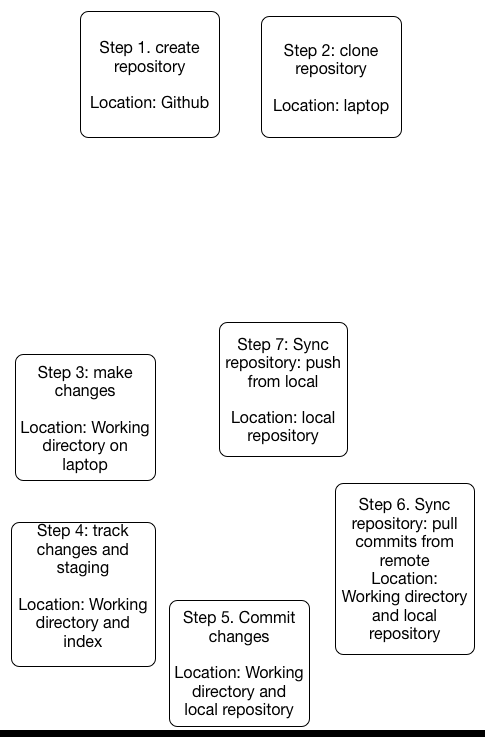 Step 1. create
repository
Location: Github
Step 2: clone
repository
Location: laptop
Step 3: make
changes
Location: Working
directory on
laptop
Step 4: track
changes and
staging
Location: Working
directory and
index
Step 5. Commit
changes
Location: Working
directory and
local repository
Step 6. Sync
repository: pull
commits from
remote
Location:
Working directory
and local
repository
Step 7: Sync
repository: push
from local
Location: local
repository